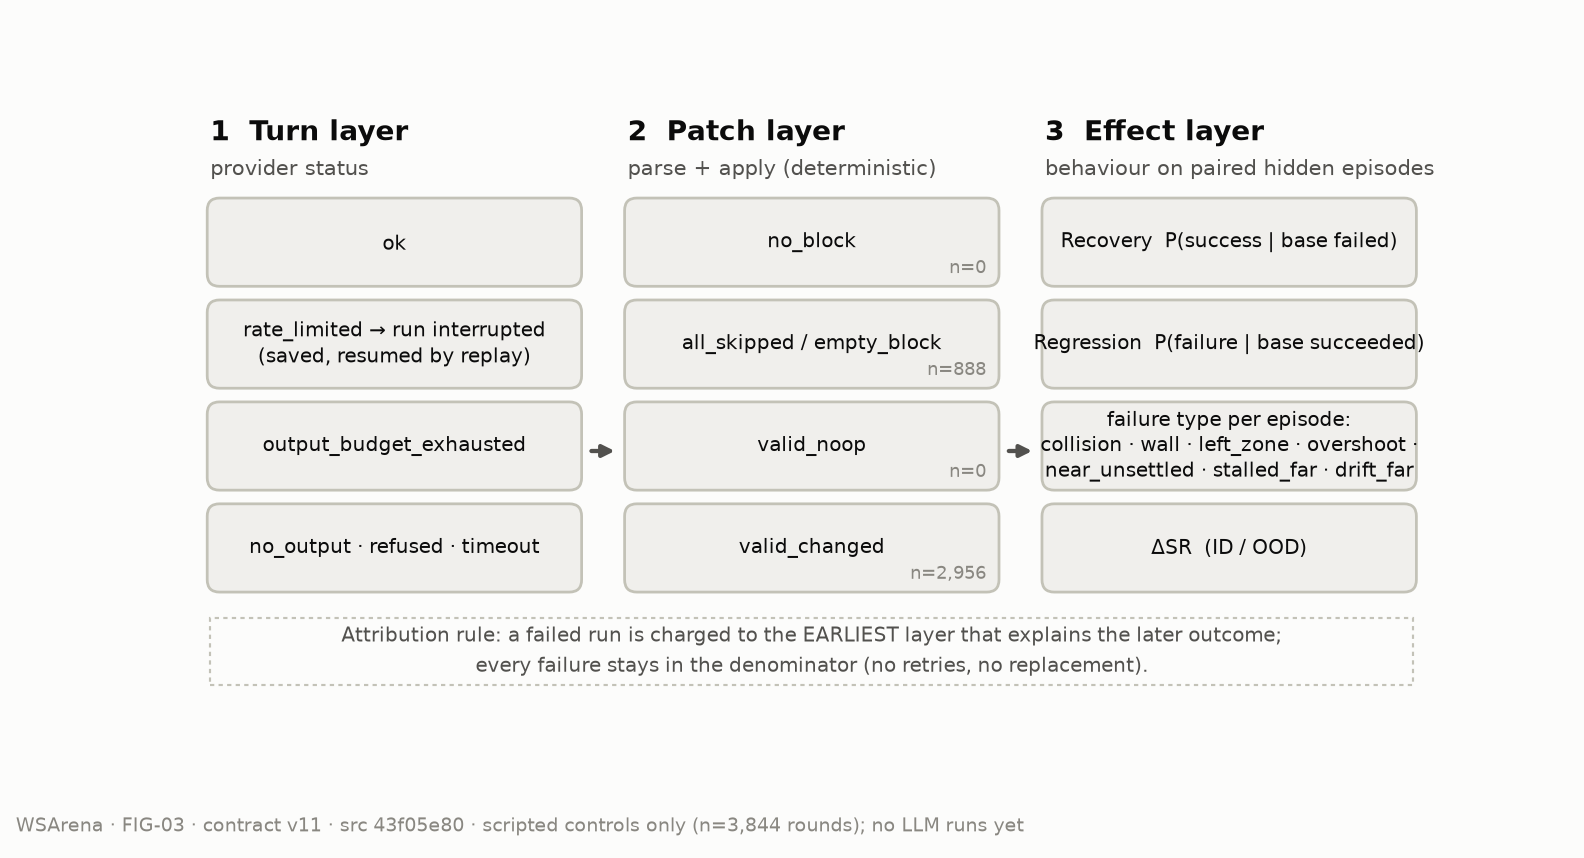 1 Turn layer
provider status
ok
rate_limited → run interrupted
(saved, resumed by replay)
output_budget_exhausted
no_output · refused · timeout
2 Patch layer
parse + apply (deterministic)
no_block
n=0
all_skipped / empty_block
n=888
valid_noop
n=0
valid_changed
n=2,956
3 Effect layer
behaviour on paired hidden episodes
Recovery P(success | base failed)
Regression P(failure | base succeeded)
failure type per episode:
collision · wall · left_zone · overshoot ·
near_unsettled · stalled_far · drift_far
ΔSR (ID / OOD)
Attribution rule: a failed run is charged to the EARLIEST layer that explains the later outcome;
every failure stays in the denominator (no retries, no replacement).
WSArena · FIG-03 · contract v11 · src 43f05e80 · scripted controls only (n=3,844 rounds); no LLM runs yet